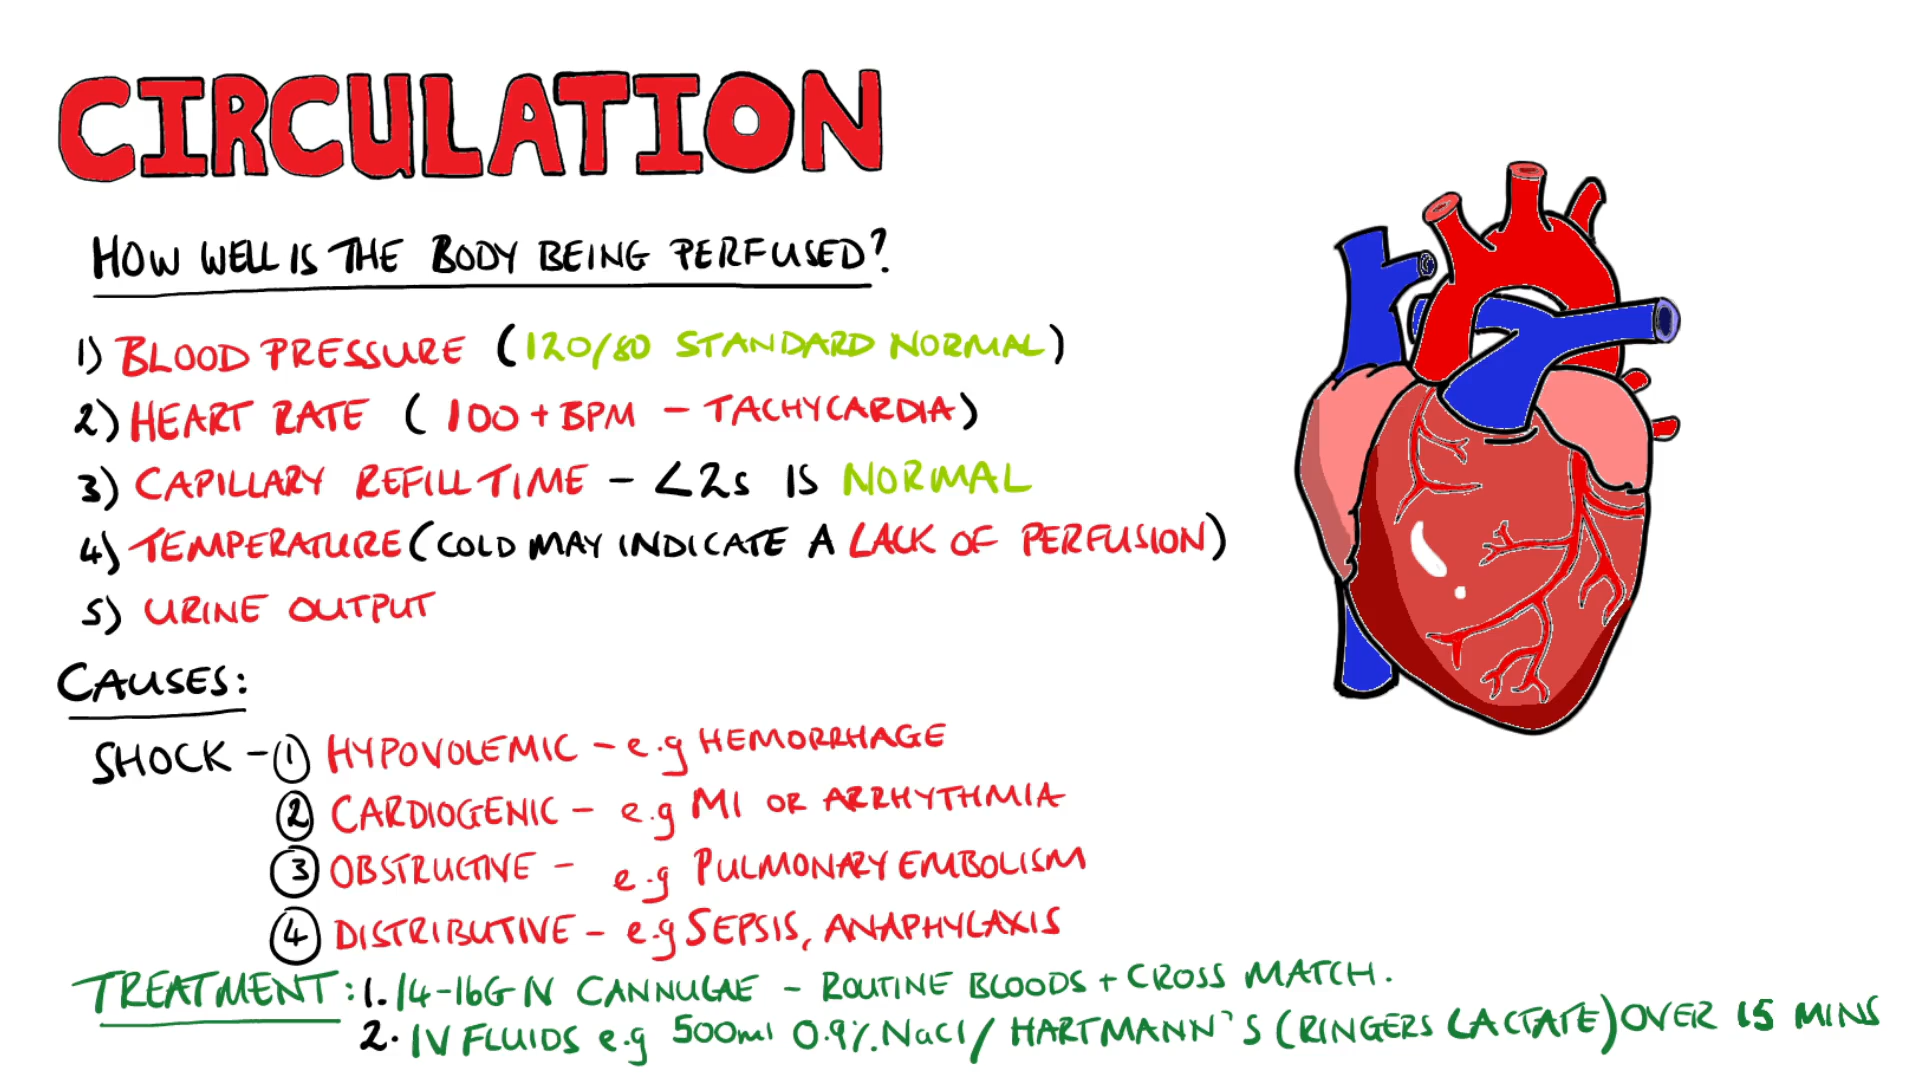 CIRCULATION
HOW WELL IS THE BODY BEING PERFUSED?
1) BLOOD PRESSURE (120/80 STANDARD NORMAL)
2) HEART RATE (100+BPM - TACHYCARDIA)
3) CAPILLARY REFILL TIME - <2s IS NORMAL
4) TEMPERATURE (COLD MAY INDICATE A LACK OF PERFUSION)
5) URINE OUTPUT
CAUSES:
SHOCK - 1 HYPOVOLEMIC - e.g HEMORRHAGE
2 CARDIOGENIC - e.g MI OR ARRHYTHMIA
3 OBSTRUCTIVE - e.g PULMONARY EMBOLISM
4 DISTRIBUTIVE - e.g SEPSIS, ANAPHYLAXIS
TREATMENT: 1. 14-16G IV CANNULAE - ROUTINE BLOODS + CROSS MATCH.
2. IV FLUIDS e.g 500ml 0.9% NaCl / HARTMANN'S (RINGERS LACTATE) OVER 15 MINS